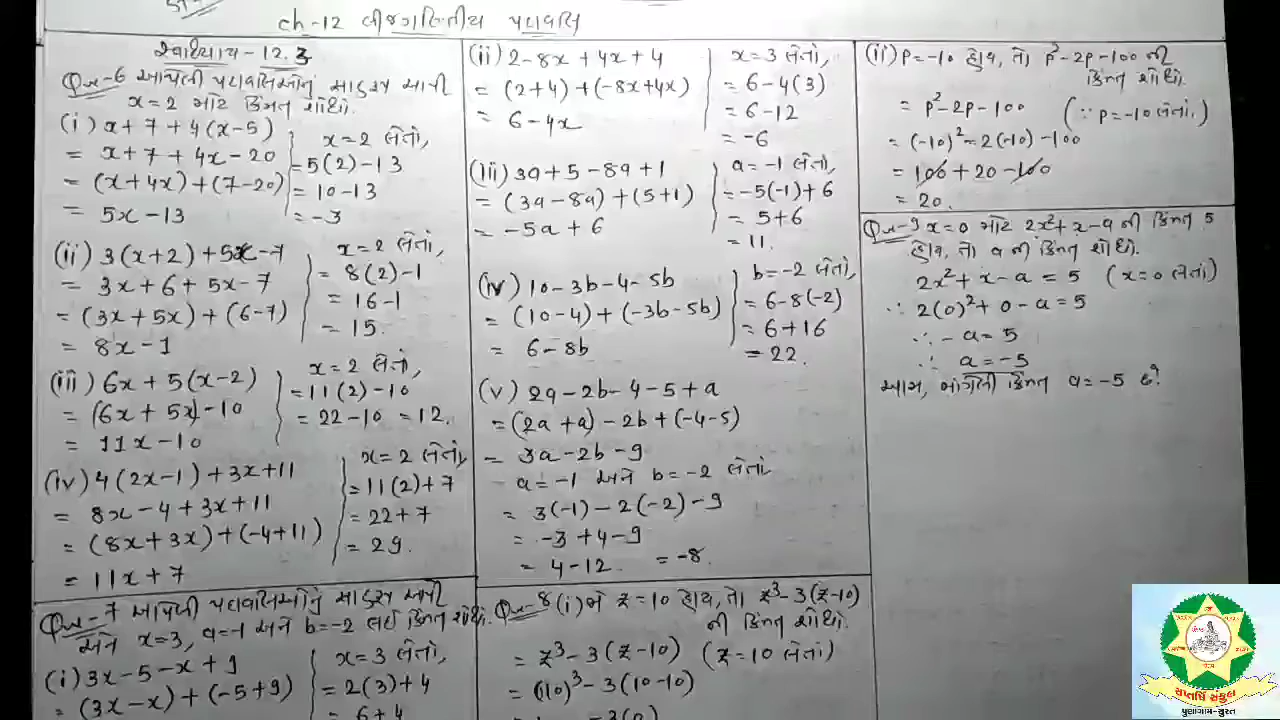 ch-12 બીજગણિતીય પદાવલિ
સ્વાધ્યાય-12.3
Que-6 આપેલી પદાવલિઓનું સાદુરૂપ આપી
x=2 માટે કિંમત શોધો.
(i) x+7+4(x-5)
= x+7+4x-20
= (x+4x)+(7-20)
= 5x-13
x=2 લેતાં,
=5(2)-13
=10-13
=-3
(ii) 3(x+2)+5x-7
= 3x+6+5x-7
=(3x+5x)+(6-7)
= 8x-1
x=2 લેતાં,
= 8(2)-1
= 16-1
= 15.
(iii) 6x+5(x-2)
= (6x+5x)-10
= 11x-10
x=2 લેતાં,
=11(2)-10
=22-10 =12.
(iv) 4(2x-1)+3x+11
= 8x-4+3x+11
= (8x+3x)+(-4+11)
= 11x+7
x=2 લેતાં,
=11(2)+7
=22+7
=29.
Que-7 આપેલી પદાવલિઓનું સાદુરૂપ આપી
અને x=3, a=-1 અને b=-2 લઈ કિંમત શોધો.
(i) 3x-5-x+9
= (3x-x)+(-5+9)
x=3 લેતાં,
= 2(3)+4
= 6+4
(ii) 2-8x+4x+4
= (2+4)+(-8x+4x)
= 6-4x
x=3 લેતાં,
=6-4(3)
=6-12
=-6
(iii) 3a+5-8a+1
= (3a-8a)+(5+1)
= -5a+6
a=-1 લેતાં,
=-5(-1)+6
= 5+6
=11.
(iv) 10-3b-4-5b
= (10-4)+(-3b-5b)
= 6-8b
b=-2 લેતાં,
=6-8(-2)
=6+16
=22.
(v) 2a-2b-4-5+a
=(2a+a)-2b+(-4-5)
= 3a-2b-9
a=-1 અને b=-2 લેતાં
= 3(-1)-2(-2)-9
= -3+4-9
= 4-12. =-8.
Que-8 (i) જો z=10 હોય, તો z³-3(z-10)
ની કિંમત શોધો.
= z³-3(z-10) (z=10 લેતાં)
= (10)³-3(10-10)
-3(0)
(ii) P=-10 હોય, તો P²-2P-100 ની
કિંમત શોધો.
= P²-2P-100 (∵ P=-10 લેતાં.)
=(-10)²-2(-10)-100
= 100+20-100
= 20.
Que-9 x=0 માટે 2x²+x-a ની કિંમત 5
હોય, તો a ની કિંમત શોધો.
2x²+x-a=5 (x=0 લેતાં)
∴ 2(0)²+0-a=5
∴ -a=5
∴ a=-5
આમ, માંગેલી કિંમત a=-5 છે.
સપ્તર્ષિ સંકુલ
પુણાગામ-સુરત